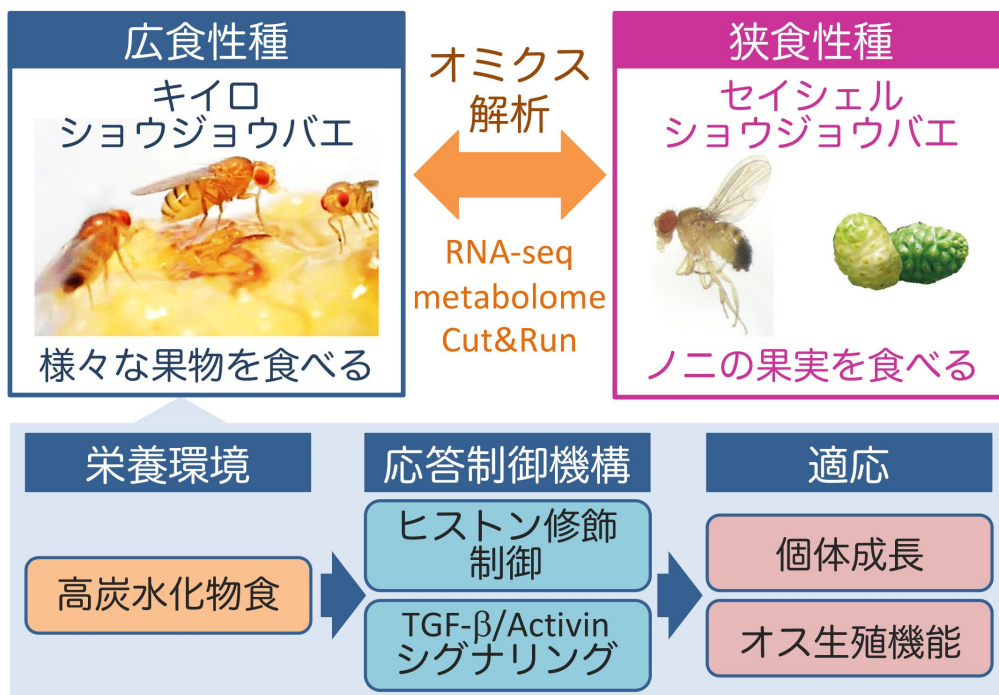 広食性種
キイロ
ショウジョウバエ
様々な果物を食べる
オミクス
解析
RNA-seq
metabolome
Cut&Run
狭食性種
セイシェル
ショウジョウバエ
ノニの果実を食べる
栄養環境
高炭水化物食
応答制御機構
ヒストン修飾
制御
TGF-β/Activin
シグナリング
適応
個体成長
オス生殖機能